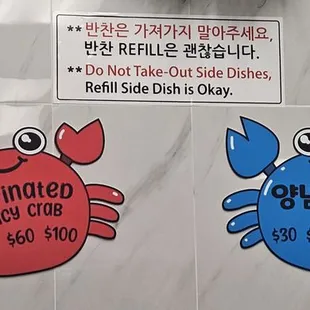 ** 반찬은 가져가지 말아주세요,
반찬 REFILL은 괜찮습니다.
** Do Not Take-Out Side Dishes,
Refill Side Dish is Okay.
$60 $100
CRAB
$30